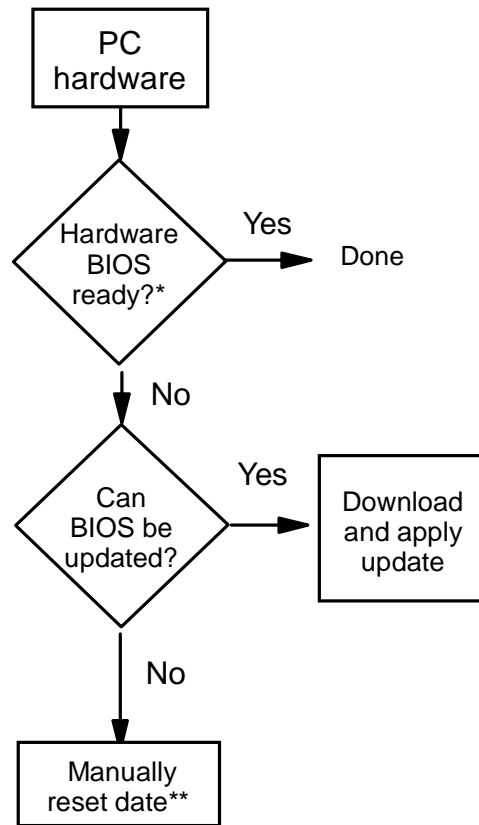 PC
hardware
Hardware
BIOS
ready?*
Yes
Done
No
Can
BIOS be
updated?
Yes
Download
and apply
update
No
Manually
reset date**